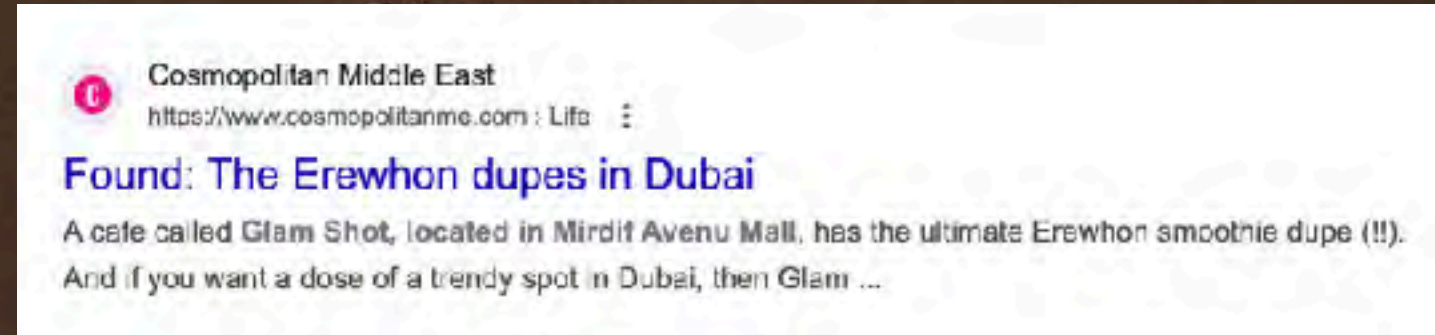 Cosmopolitan Middle East
https://www.cosmopolitanme.com : Life
Found: The Erewhon dupes in Dubai
A cafe called Glam Shot, located in Mirdif Avenu Mall, has the ultimate Erewhon smoothie dupe (!!).
And if you want a dose of a trendy spot in Dubai, then Glam ...